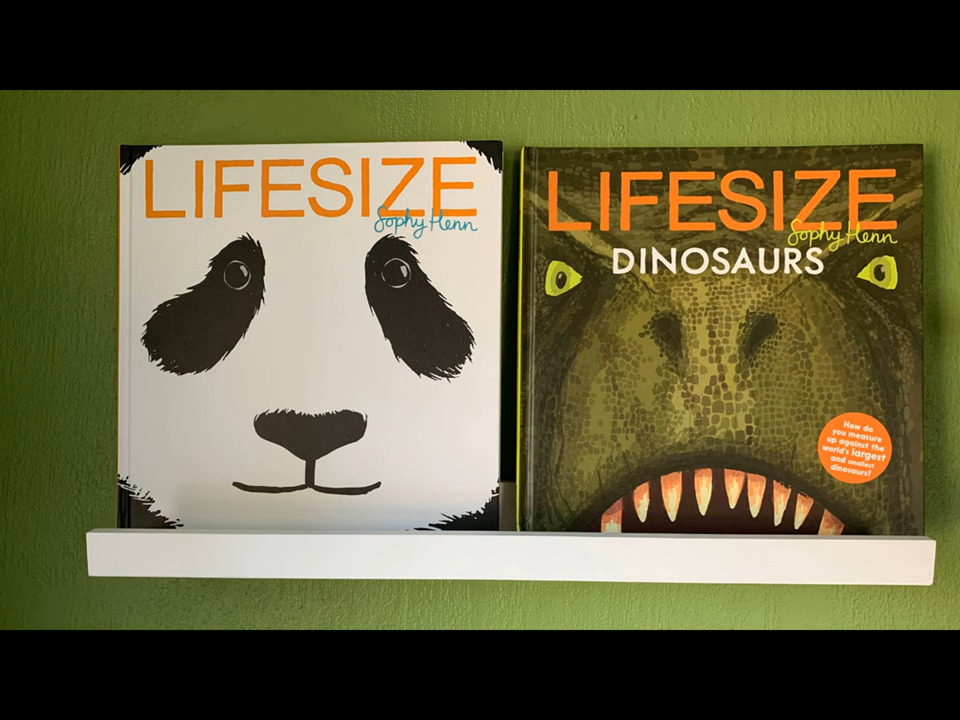 LIFESIZE
Sophy Henn
LIFESIZE
Sophy Henn
DINOSAURS
How do
you measure
up against the
world's largest
and smallest
dinosaurs?